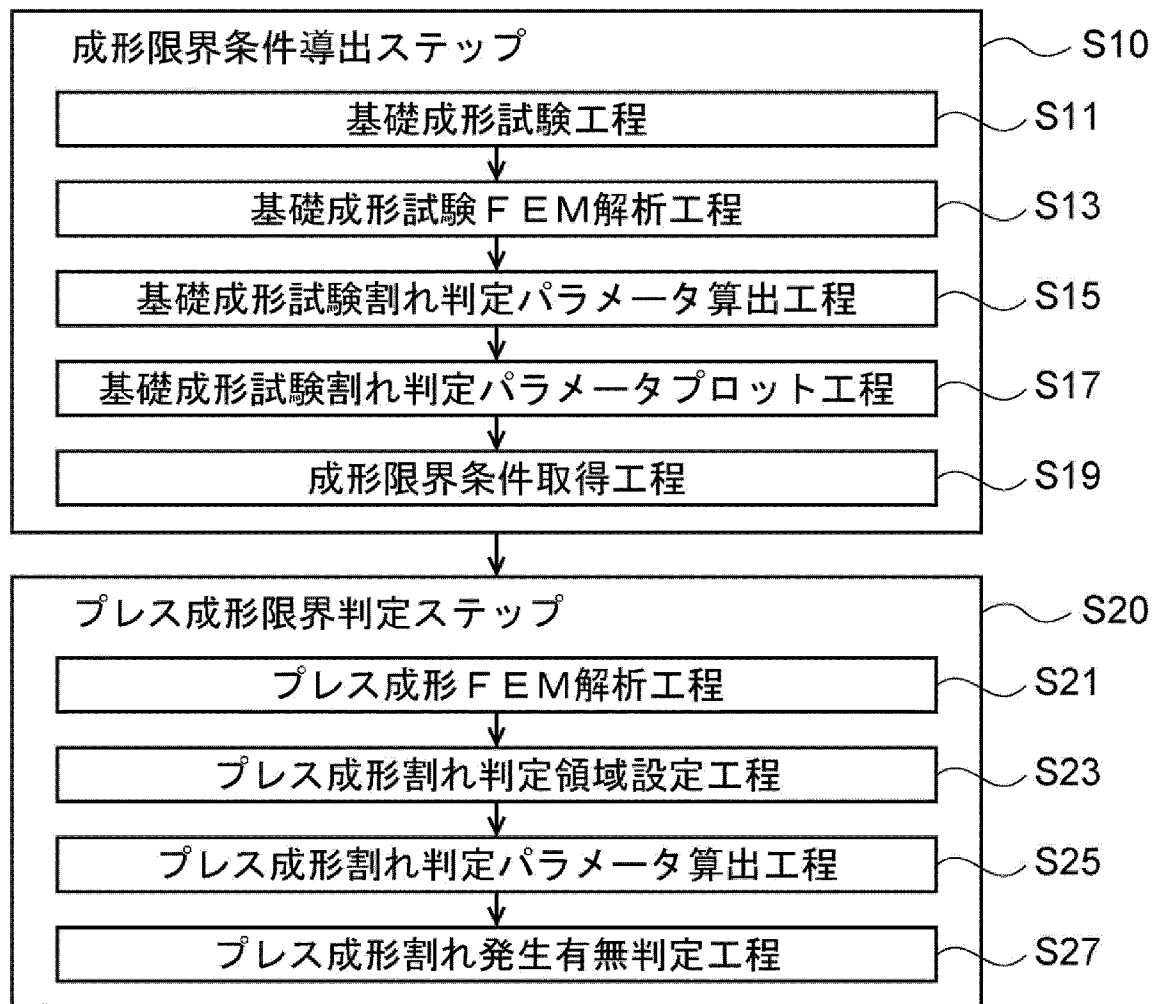 成形限界条件導出ステップ S10
基礎成形試験工程 S11
基礎成形試験ＦＥＭ解析工程 S13
基礎成形試験割れ判定パラメータ算出工程 S15
基礎成形試験割れ判定パラメータプロット工程 S17
成形限界条件取得工程 S19
プレス成形限界判定ステップ S20
プレス成形ＦＥＭ解析工程 S21
プレス成形割れ判定領域設定工程 S23
プレス成形割れ判定パラメータ算出工程 S25
プレス成形割れ発生有無判定工程 S27